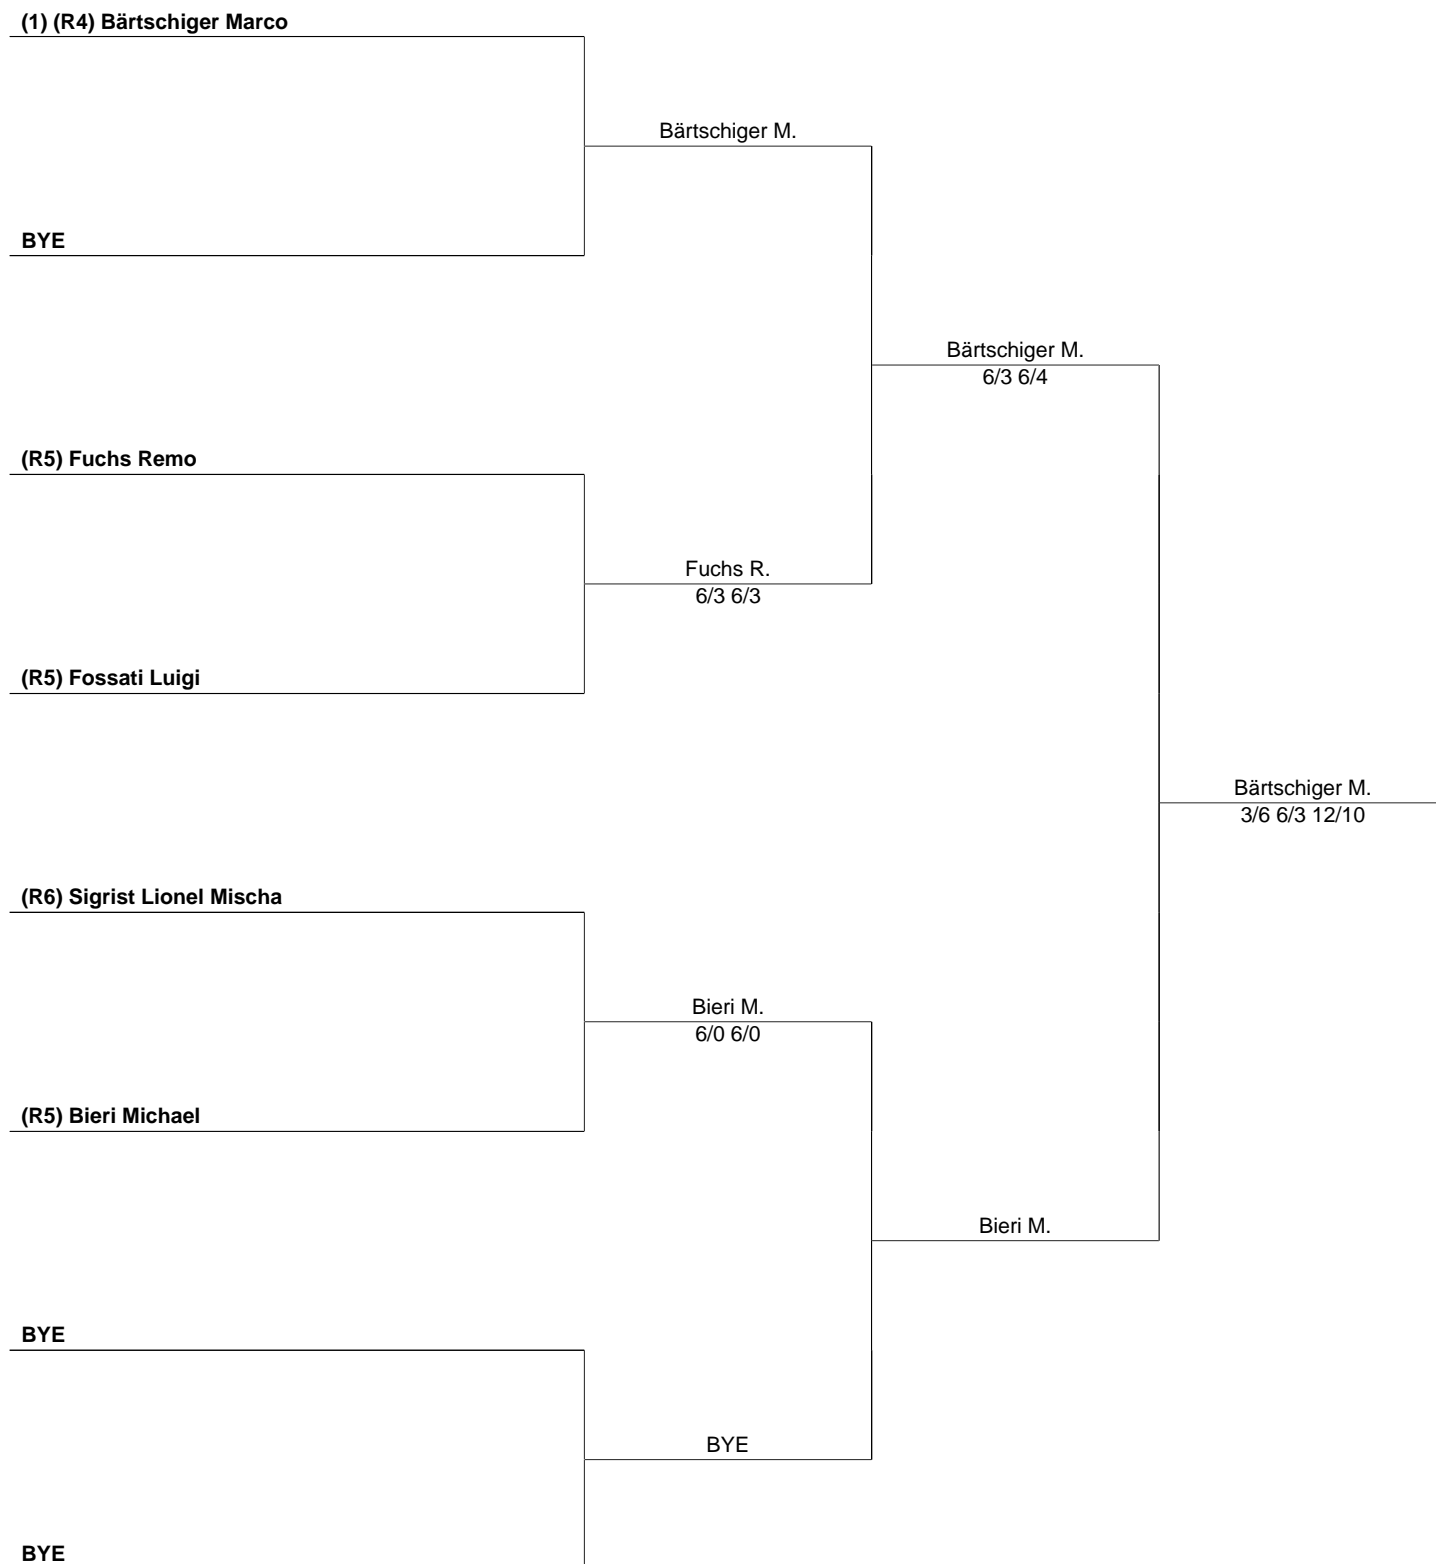 (1) (R4) Bärtschiger Marco
Bärtschiger M.
BYE
Bärtschiger M.
6/3 6/4
(R5) Fuchs Remo
Fuchs R.
6/3 6/3
(R5) Fossati Luigi
Bärtschiger M.
3/6 6/3 12/10
(R6) Sigrist Lionel Mischa
Bieri M.
6/0 6/0
(R5) Bieri Michael
Bieri M.
BYE
BYE
BYE